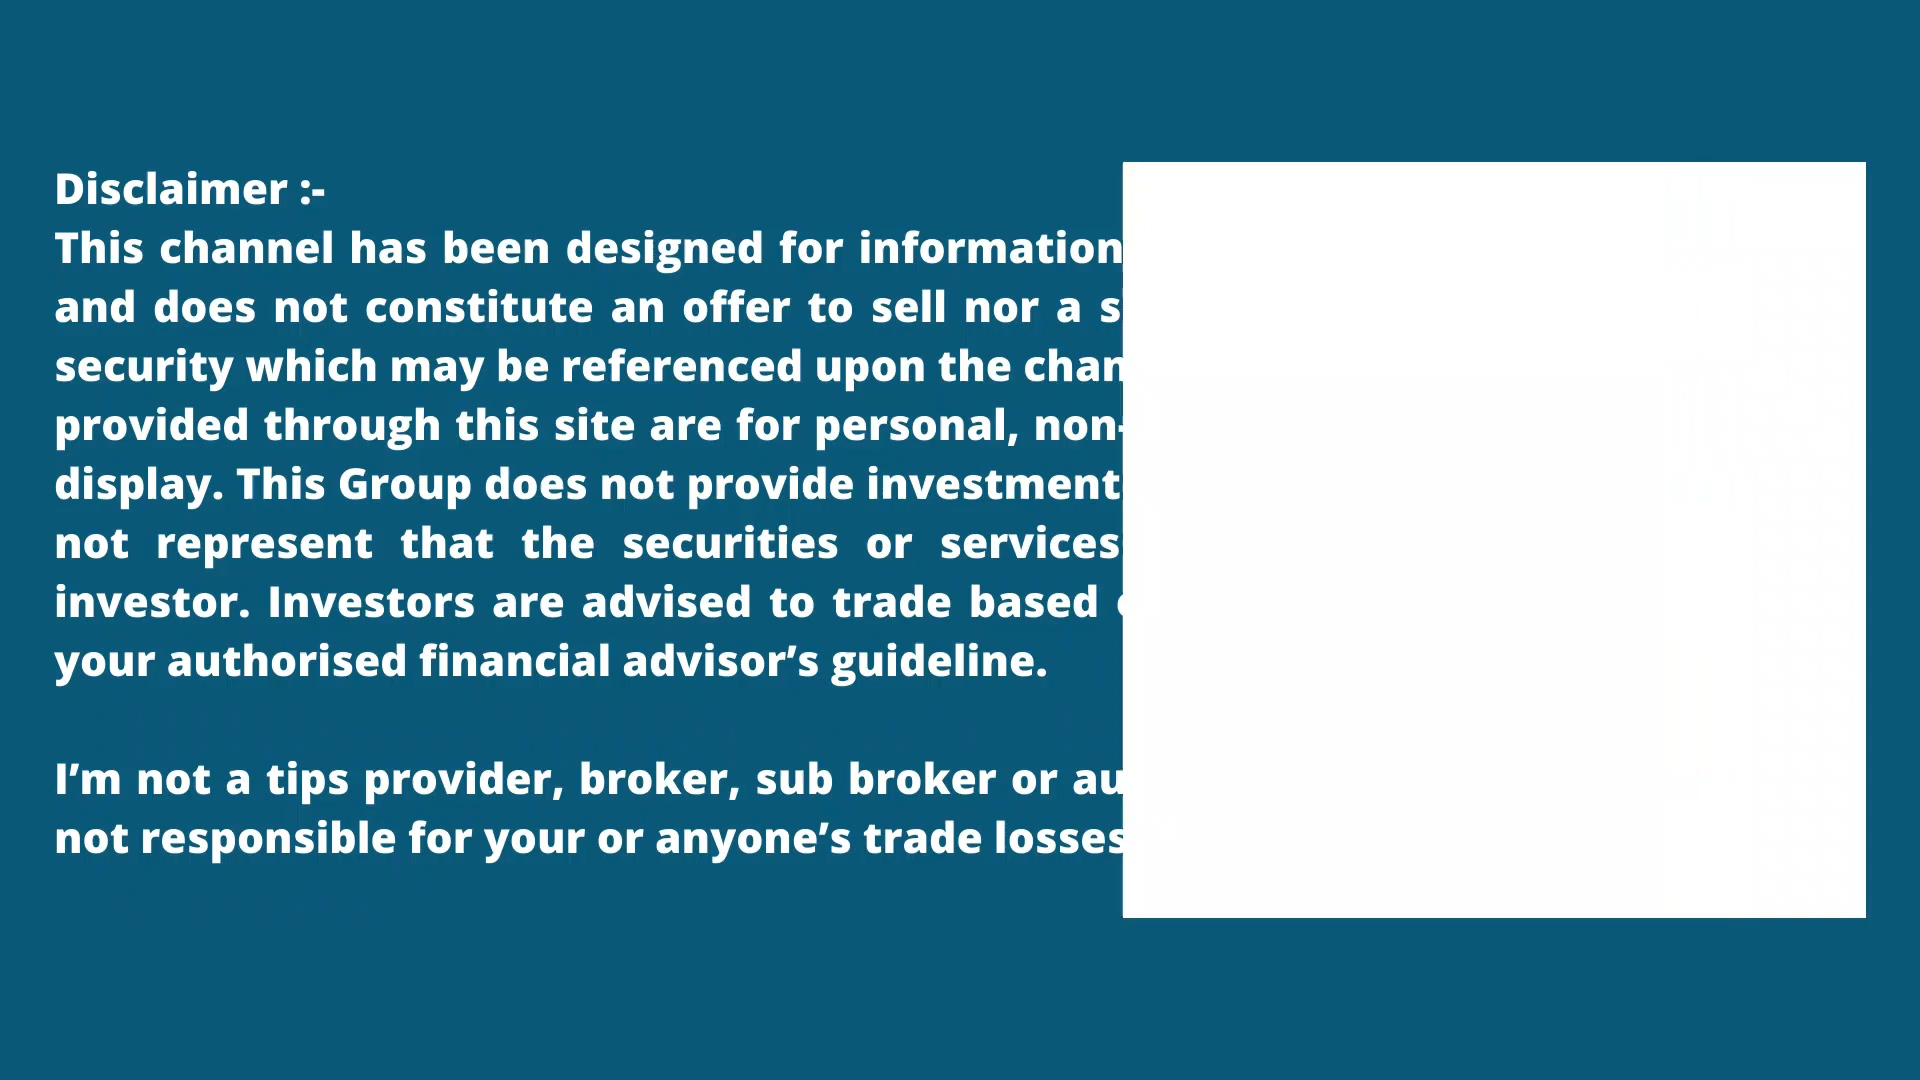 Disclaimer :-
This channel has been designed for information
and does not constitute an offer to sell nor a
security which may be referenced upon the
provided through this site are for personal, non-
display. This Group does not provide investment
not represent that the securities or services
investor. Investors are advised to trade based
your authorised financial advisor’s guideline.
I’m not a tips provider, broker, sub broker or
not responsible for your or anyone’s trade losses